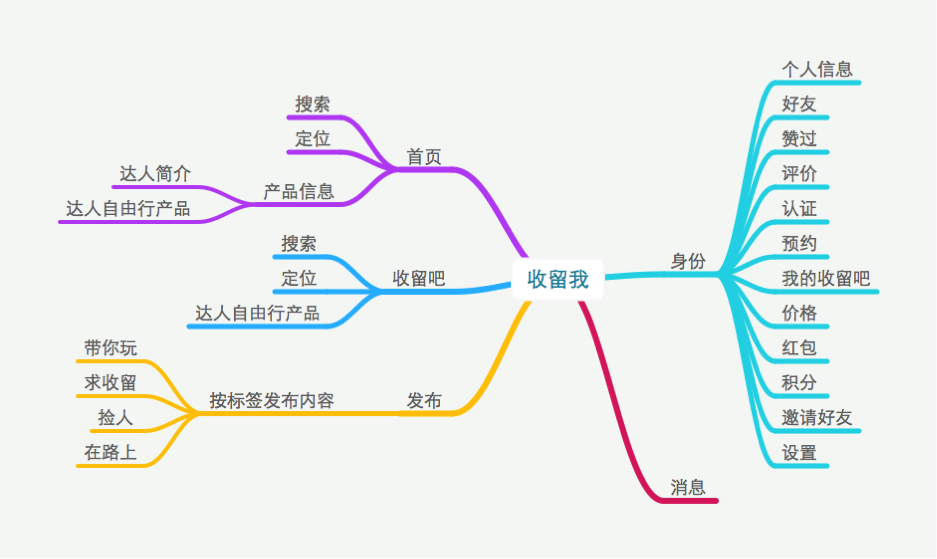 收留我
首页
搜索
定位
产品信息
达人简介
达人自由行产品
收留吧
搜索
定位
达人自由行产品
发布
按标签发布内容
带你玩
求收留
捡人
在路上
消息
身份
个人信息
好友
赞过
评价
认证
预约
我的收留吧
价格
红包
积分
邀请好友
设置